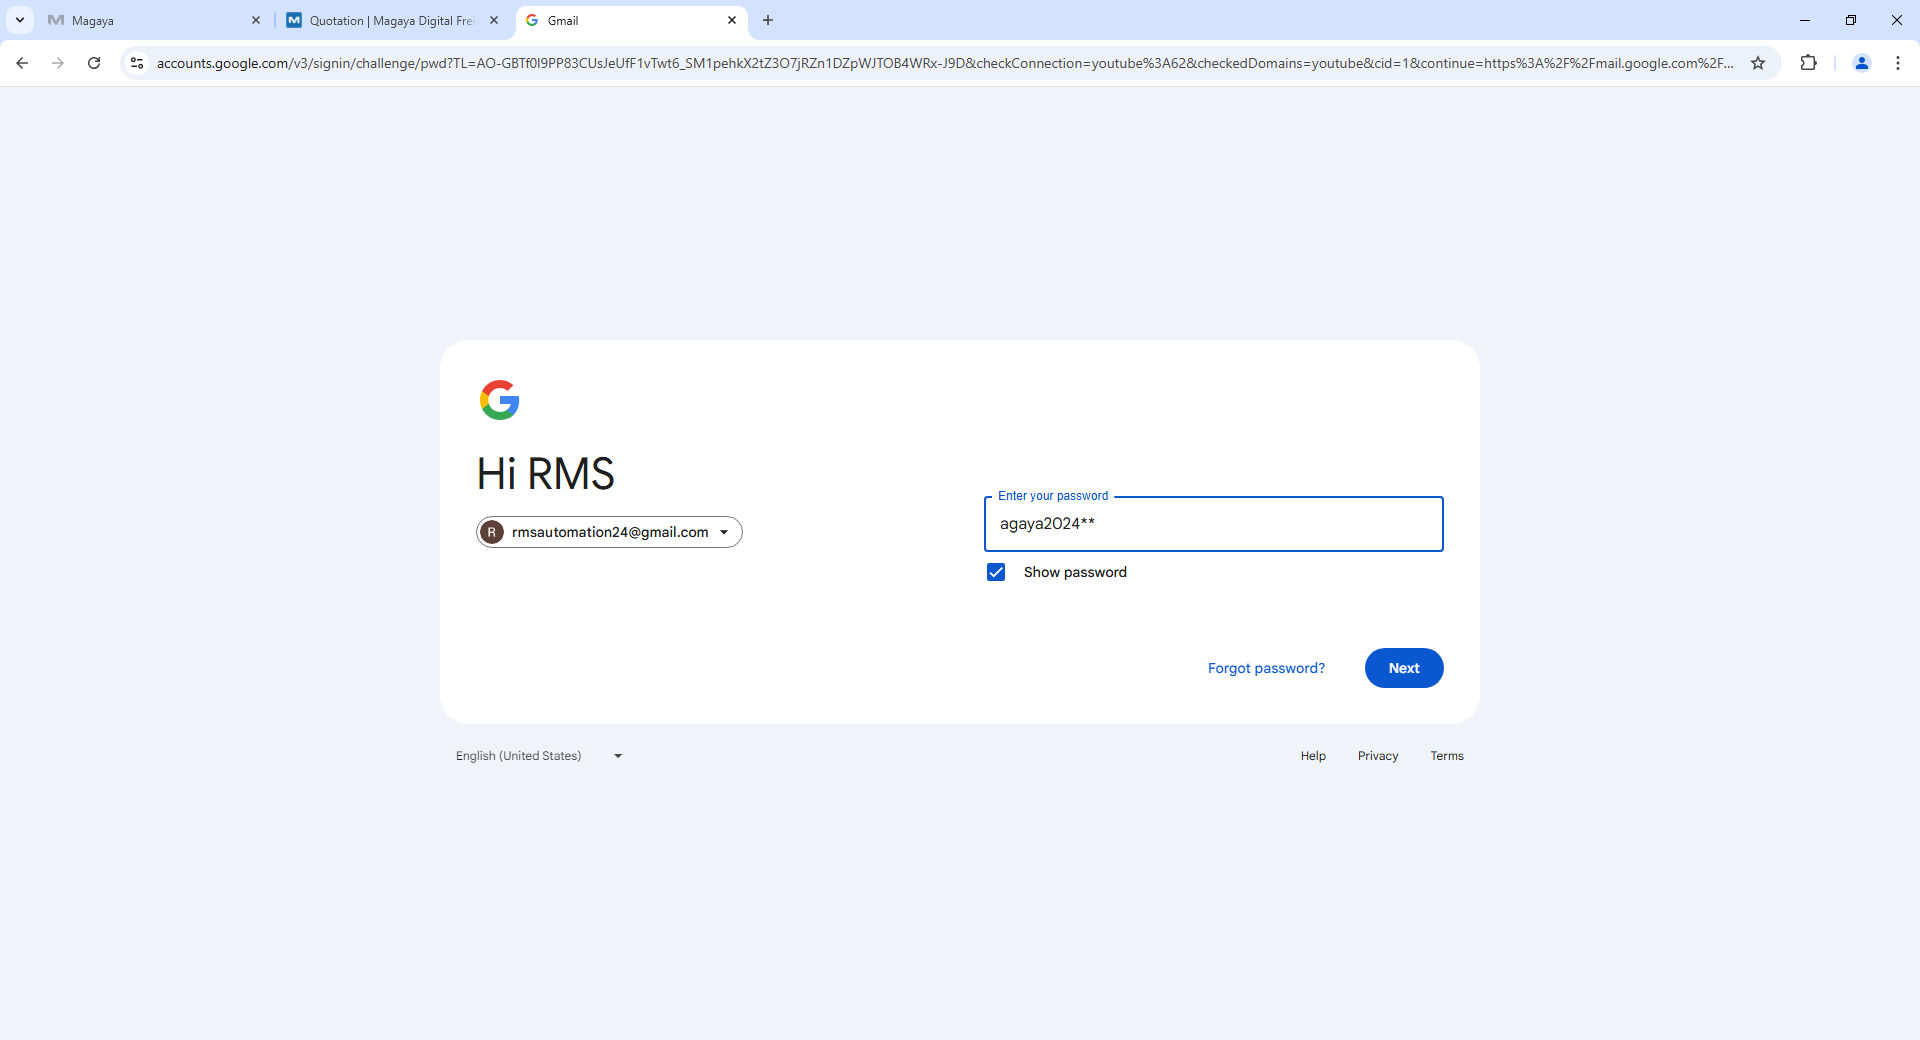 Magaya
Quotation | Magaya Digital Frei
Gmail
accounts.google.com/v3/signin/challenge/pwd?TL=AO-GBTf0I9PP83CUsJeUfF1vTwt6_SM1pehkX2tZ3O7jRZn1DZpWJTOB4WRx-J9D&checkConnection=youtube%3A62&checkedDomains=youtube&cid=1&continue=https%3A%2F%2Fmail.google.com%2F...
Hi RMS
R
rmsautomation24@gmail.com
Enter your password
agaya2024**
Show password
Forgot password?
Next
English (United States)
Help
Privacy
Terms